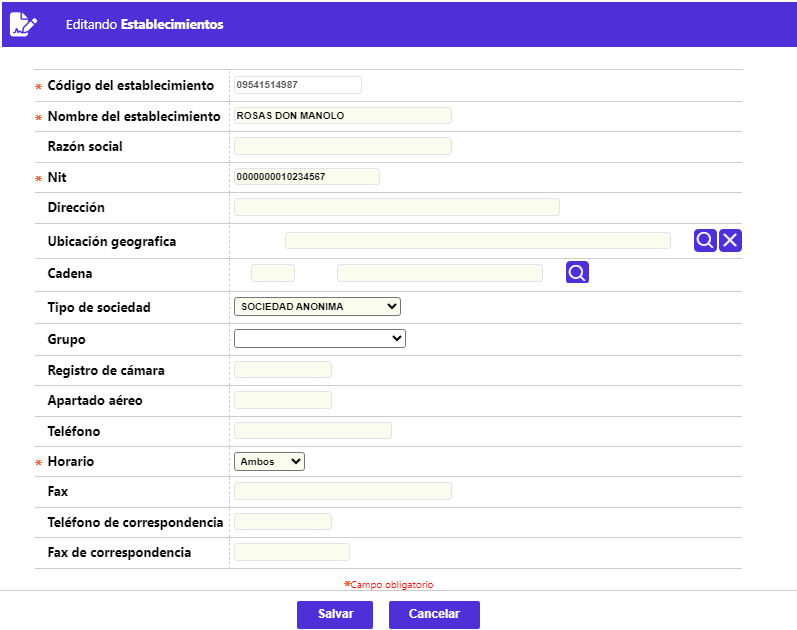 Editando Establecimientos
* Código del establecimiento 09541514987
* Nombre del establecimiento ROSAS DON MANOLO
Razón social
* Nit 0000000010234567
Dirección
Ubicación geografica
Cadena
Tipo de sociedad SOCIEDAD ANONIMA
Grupo
Registro de cámara
Apartado aéreo
Teléfono
* Horario Ambos
Fax
Teléfono de correspondencia
Fax de correspondencia
*Campo obligatorio
Salvar Cancelar